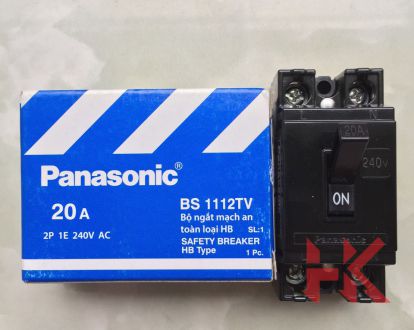 Panasonic®
20 A
2P 1E 240V AC
BS 1112TV
Bộ ngắt mạch an
toàn loại HB SL:1
SAFETY BREAKER
HB Type 1 Pc.
L N
20A
240V
ON
Panasonic
HK